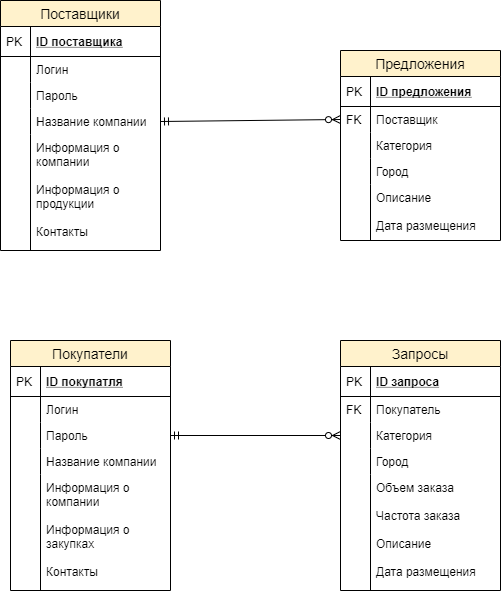 Поставщики
PK ID поставщика
Логин
Пароль
Название компании
Информация о
компании
Информация о
продукции
Контакты
Предложения
PK ID предложения
FK Поставщик
Категория
Город
Описание
Дата размещения
Покупатели
PK ID покупатля
Логин
Пароль
Название компании
Информация о
компании
Информация о
закупках
Контакты
Запросы
PK ID запроса
FK Покупатель
Категория
Город
Объем заказа
Частота заказа
Описание
Дата размещения